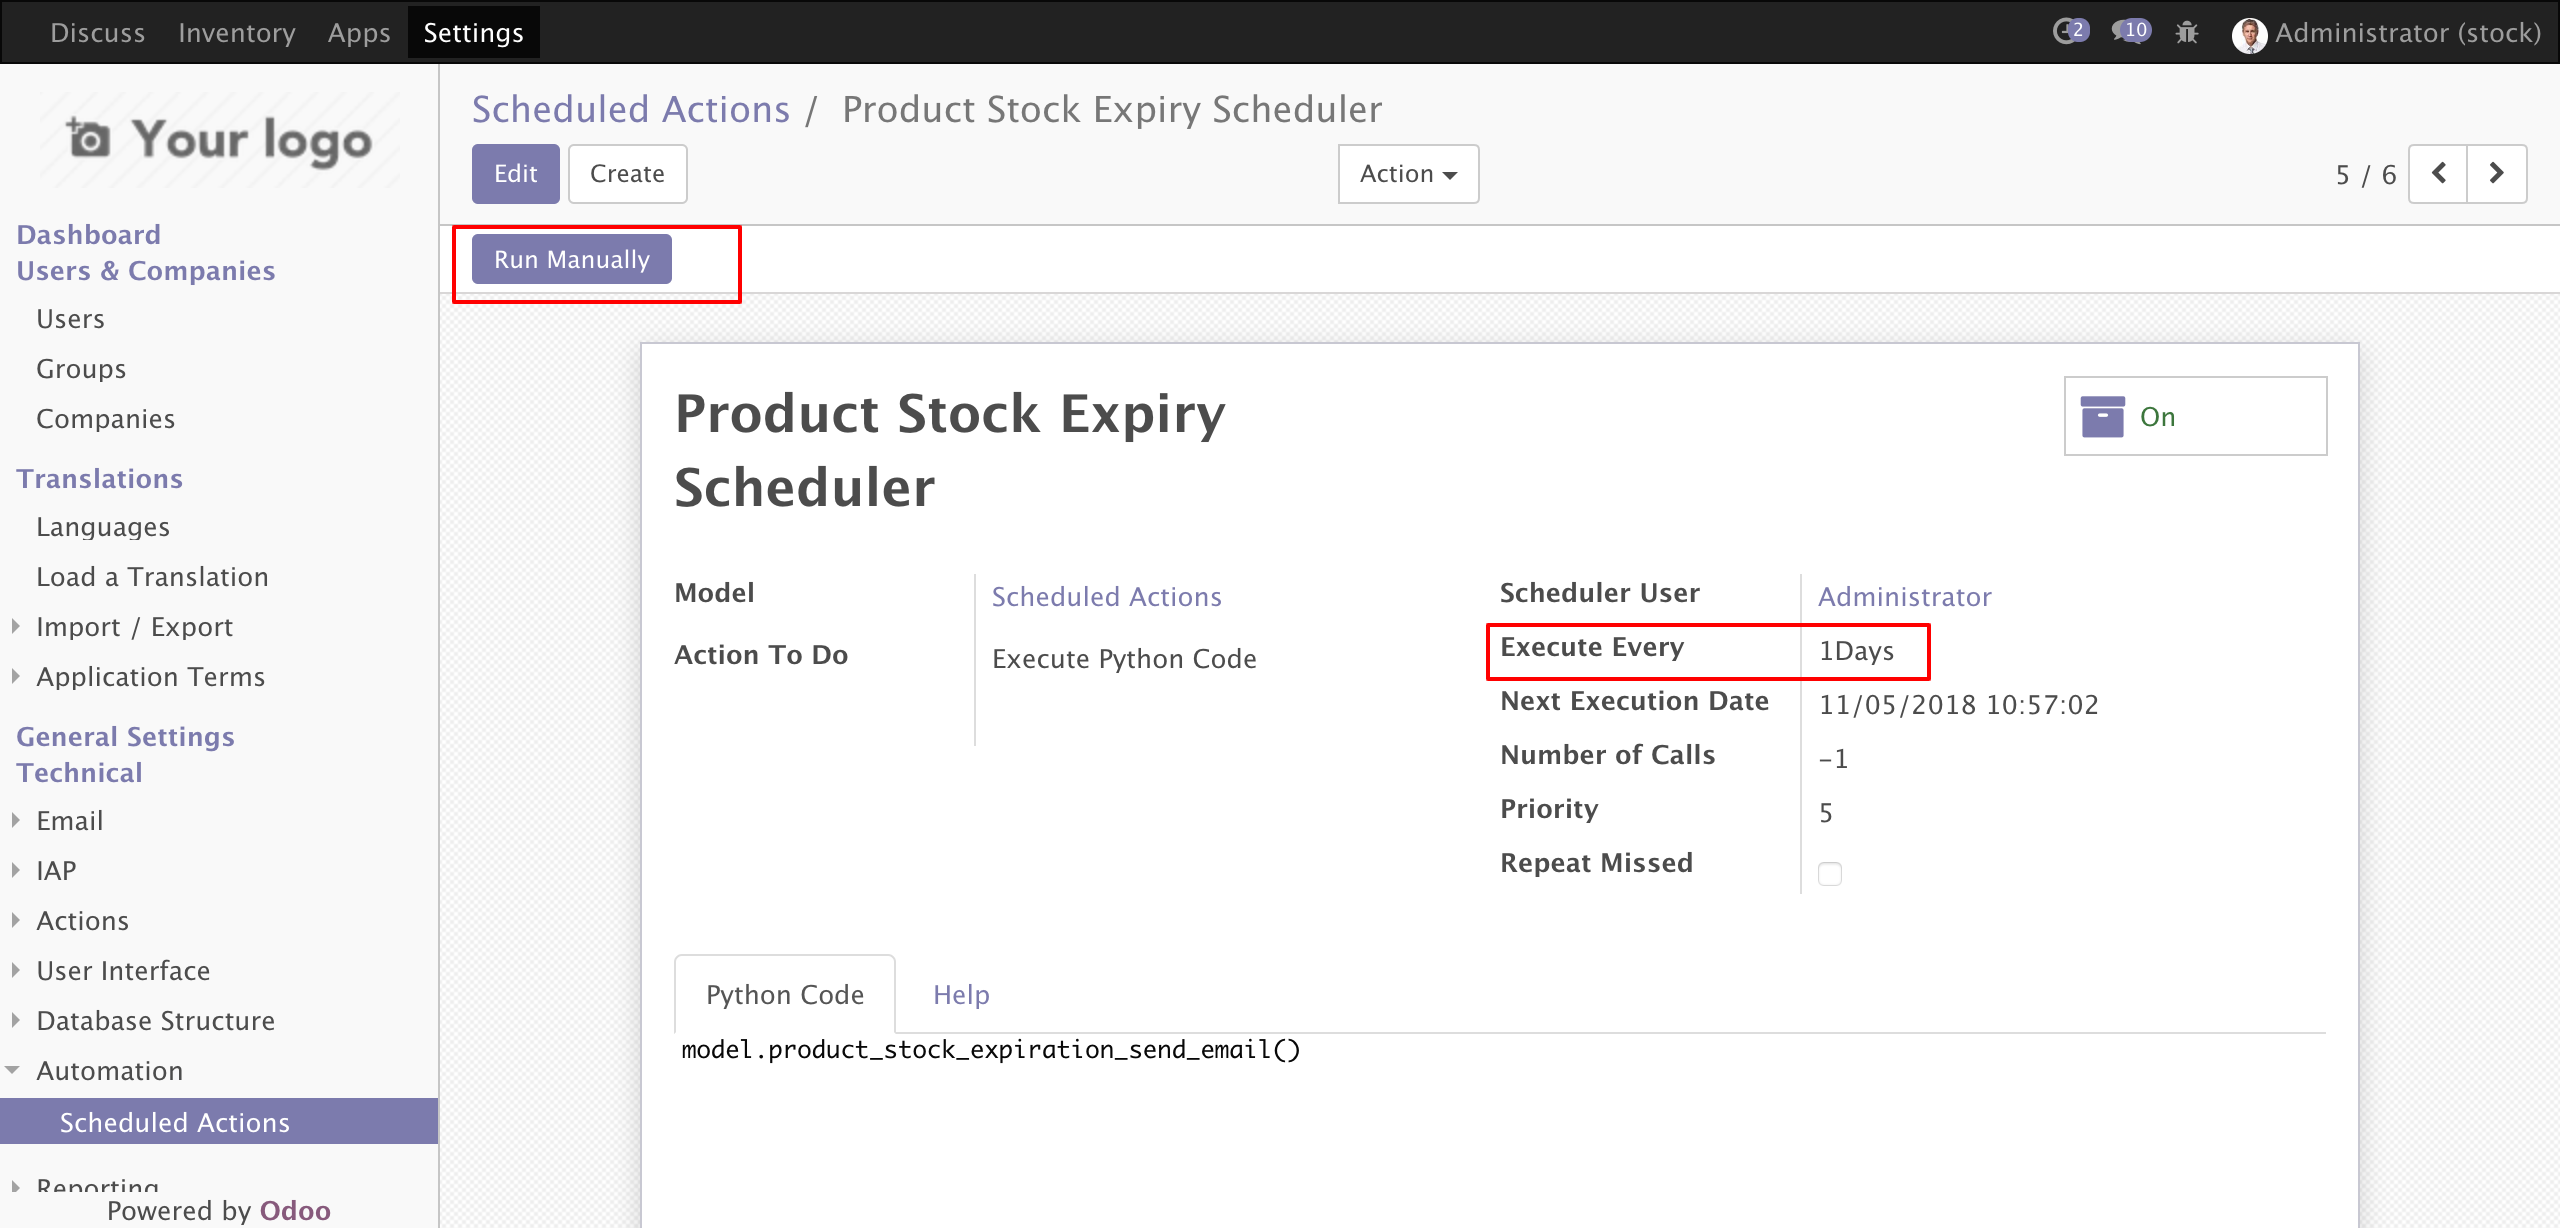 Discuss Inventory Apps Settings 2 10 Administrator (stock)
Your logo
Dashboard
Users & Companies
Users
Groups
Companies
Translations
Languages
Load a Translation
Import / Export
Application Terms
General Settings
Technical
Email
IAP
Actions
User Interface
Database Structure
Automation
Scheduled Actions
Reporting
Powered by Odoo
Scheduled Actions / Product Stock Expiry Scheduler
Edit Create Action 5 / 6
Run Manually
Product Stock Expiry
Scheduler
On
Model Scheduled Actions
Action To Do Execute Python Code
Scheduler User Administrator
Execute Every 1Days
Next Execution Date 11/05/2018 10:57:02
Number of Calls -1
Priority 5
Repeat Missed
Python Code Help
model.product_stock_expiration_send_email()